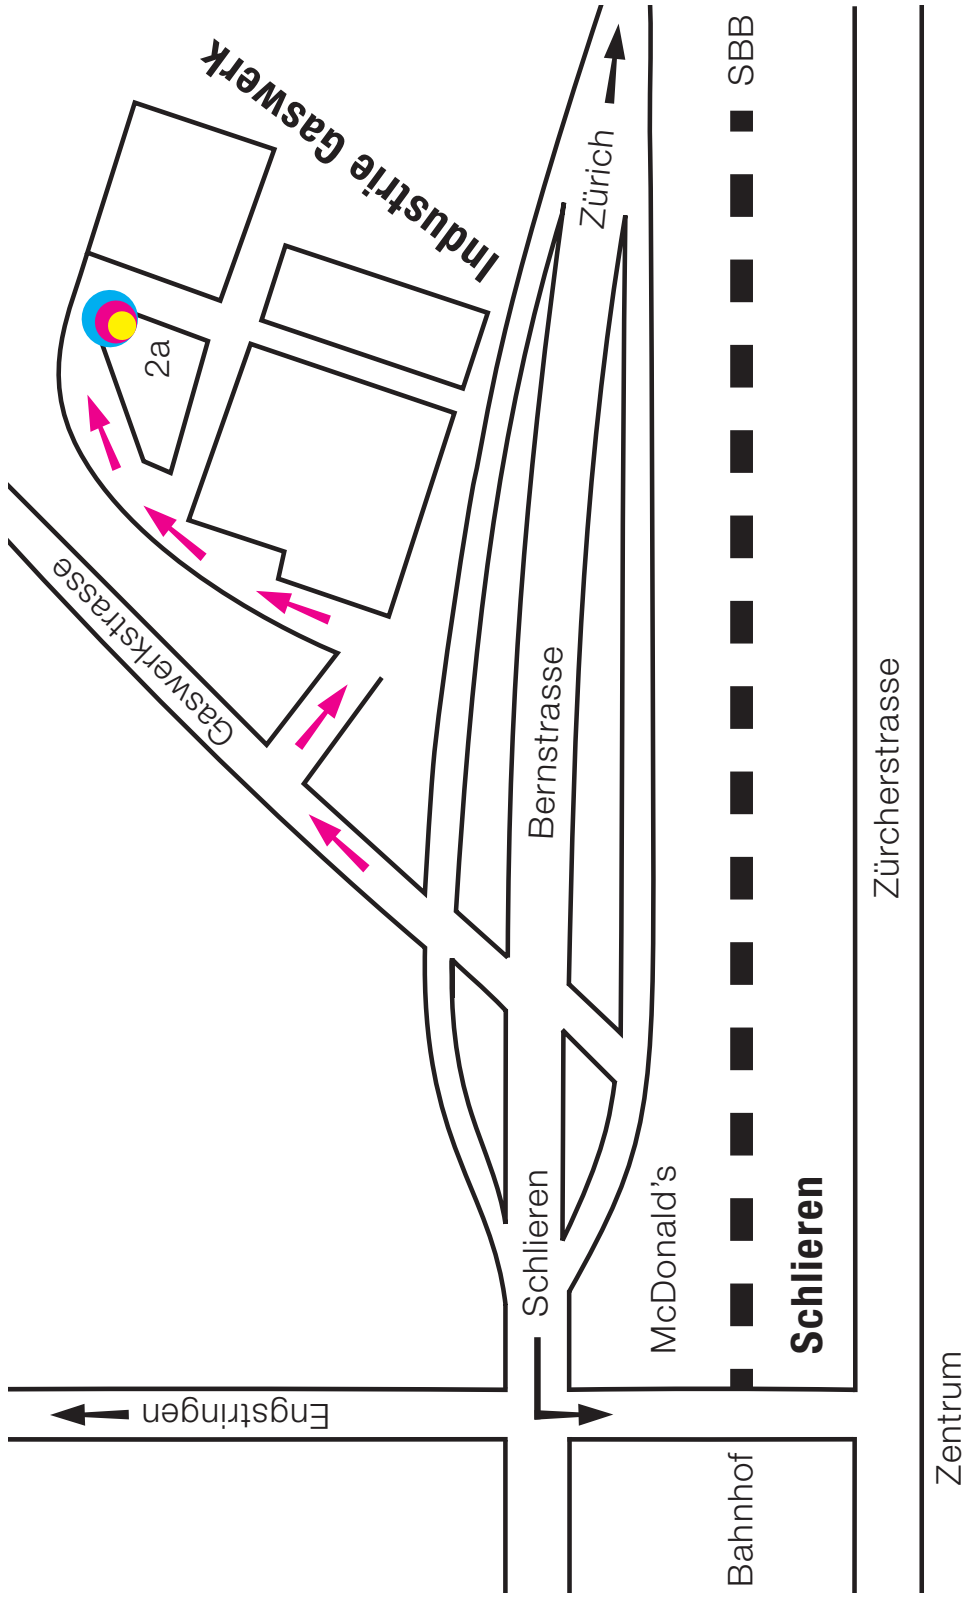 Industrie Gaswerk
2a
Gaswerkstrasse
Zürich
Bernstrasse
SBB
Engstringen
Schlieren
McDonald's
Schlieren
Bahnhof
Zürcherstrasse
Zentrum